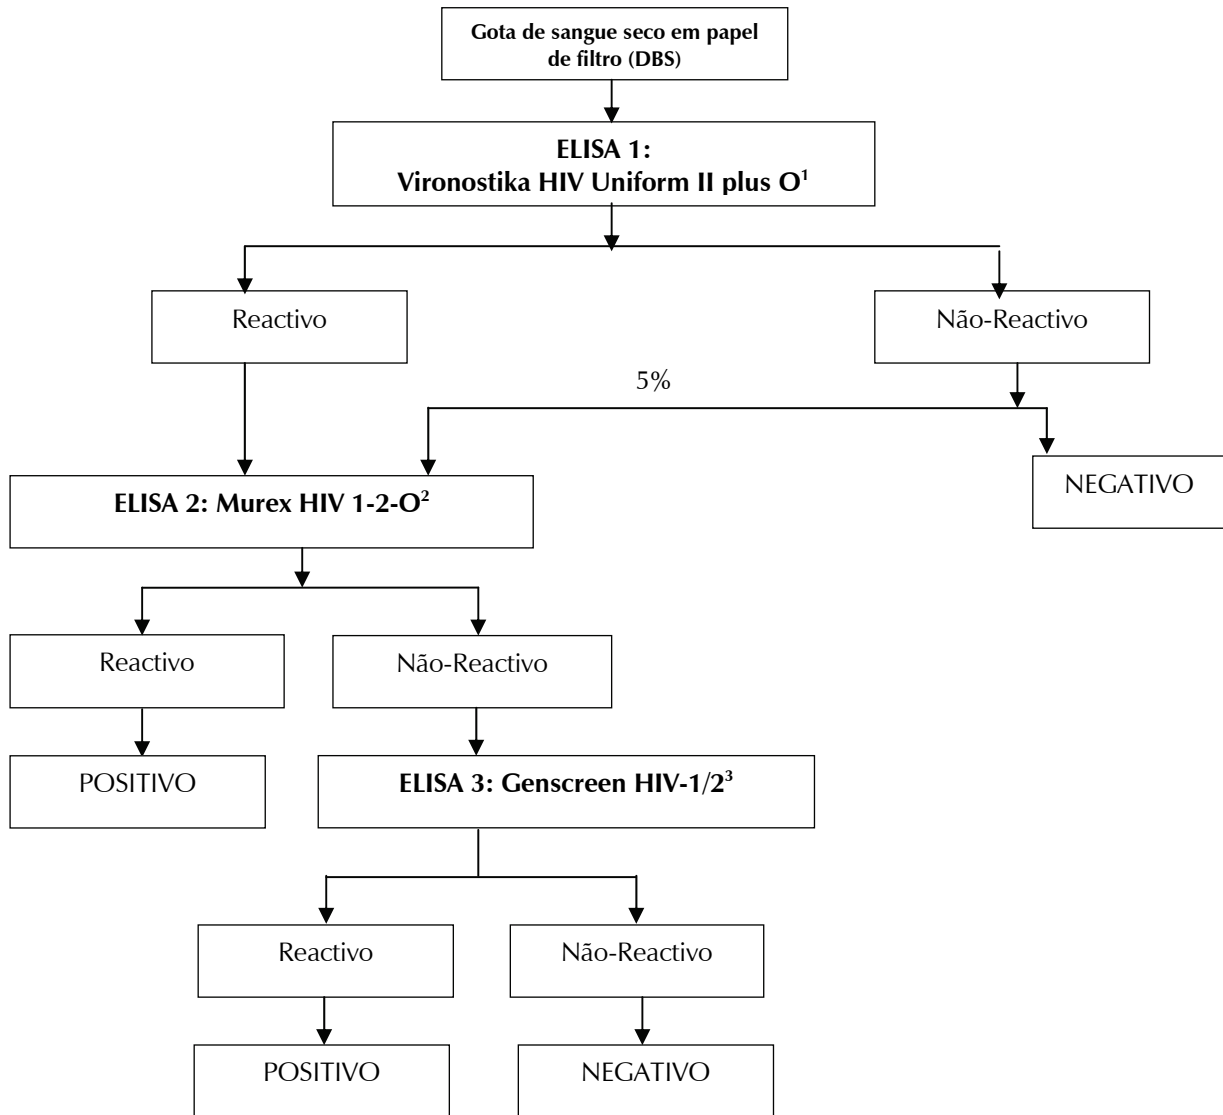 Gota de sangue seco em papel
de filtro (DBS)
ELISA 1:
Vironostika HIV Uniform II plus O¹
Reactivo
Não-Reactivo
5%
ELISA 2: Murex HIV 1-2-O²
NEGATIVO
Reactivo
Não-Reactivo
POSITIVO
ELISA 3: Genscreen HIV-1/2³
Reactivo
Não-Reactivo
POSITIVO
NEGATIVO